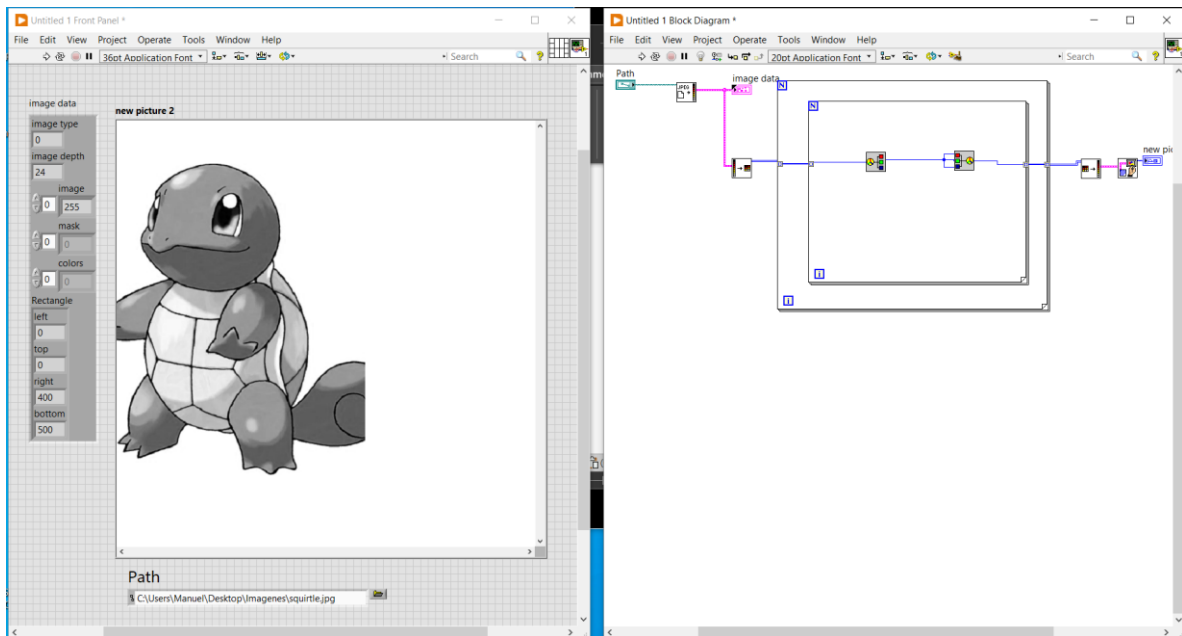 Untitled 1 Front Panel *
File Edit View Project Operate Tools Window Help
36pt Application Font
Search
image data
image type
0
image depth
24
image
0
255
mask
0
0
colors
0
0
Rectangle
left
0
top
0
right
400
bottom
500
new picture 2
Path
C:\Users\Manuel\Desktop\Imagenes\squirtle.jpg
Untitled 1 Block Diagram *
File Edit View Project Operate Tools Window Help
20pt Application Font
Search
Path
JPEG
image data
N
N
i
i
new pic